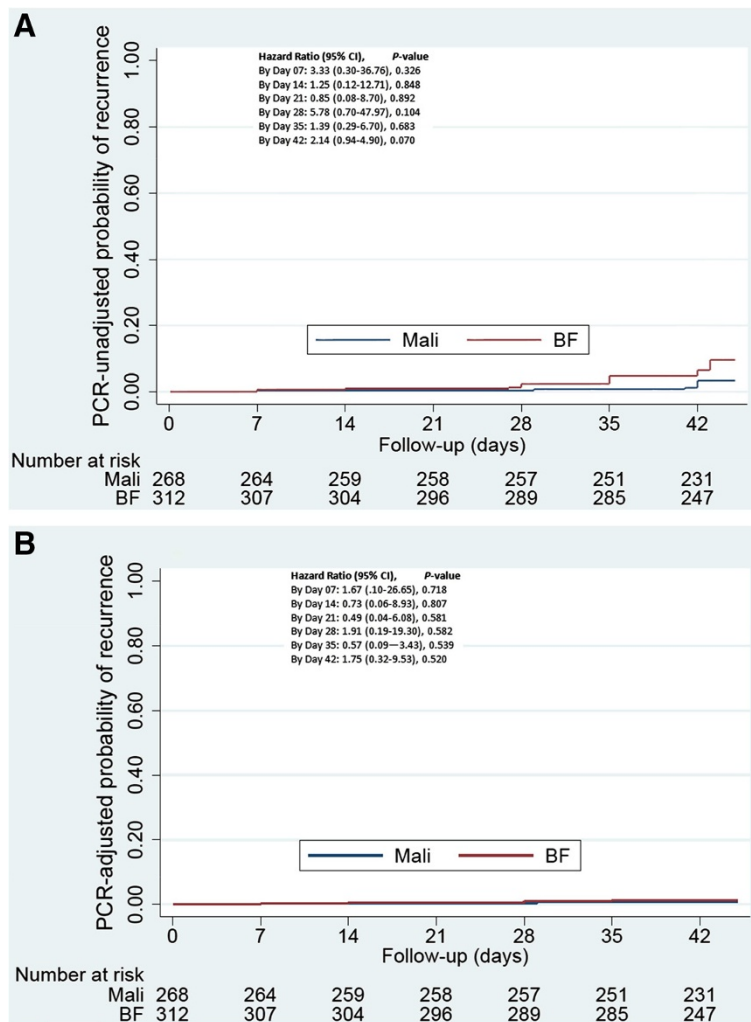 A
PCR-unadjusted probability of recurrence
1.00
0.80
0.60
0.40
0.20
0.00
Hazard Ratio (95% CI), P-value
By Day 07: 3.33 (0.30-36.76), 0.326
By Day 14: 1.25 (0.12-12.71), 0.848
By Day 21: 0.85 (0.08-8.70), 0.892
By Day 28: 5.78 (0.70-47.97), 0.104
By Day 35: 1.39 (0.29-6.70), 0.683
By Day 42: 2.14 (0.94-4.90), 0.070
Mali BF
0 7 14 21 28 35 42
Follow-up (days)
Number at risk
Mali 268 264 259 258 257 251 231
BF 312 307 304 296 289 285 247
B
PCR-adjusted probability of recurrence
1.00
0.80
0.60
0.40
0.20
0.00
Hazard Ratio (95% CI), P-value
By Day 07: 1.67 (.10-26.65), 0.718
By Day 14: 0.73 (0.06-8.93), 0.807
By Day 21: 0.49 (0.04-6.08), 0.581
By Day 28: 1.91 (0.19-19.30), 0.582
By Day 35: 0.57 (0.09—3.43), 0.539
By Day 42: 1.75 (0.32-9.53), 0.520
Mali BF
0 7 14 21 28 35 42
Follow-up (days)
Number at risk
Mali 268 264 259 258 257 251 231
BF 312 307 304 296 289 285 247